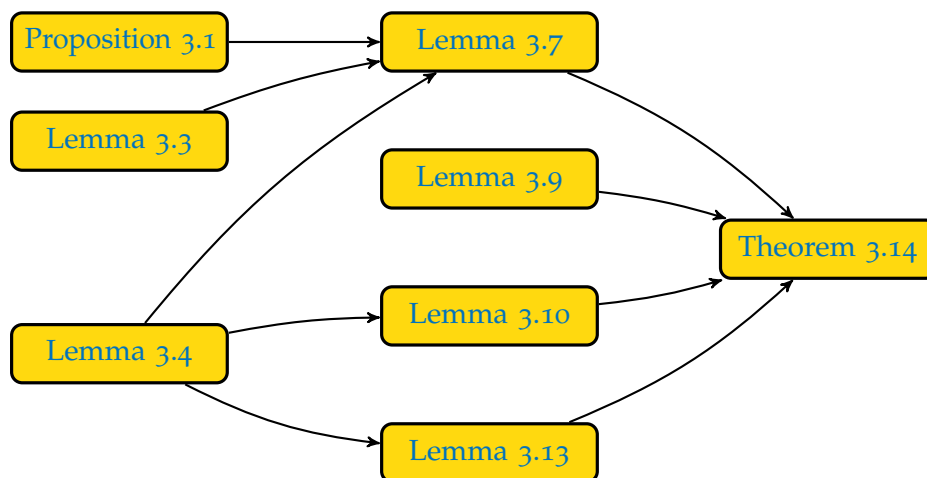 Proposition 3.1
Lemma 3.7
Lemma 3.3
Lemma 3.9
Theorem 3.14
Lemma 3.10
Lemma 3.4
Lemma 3.13